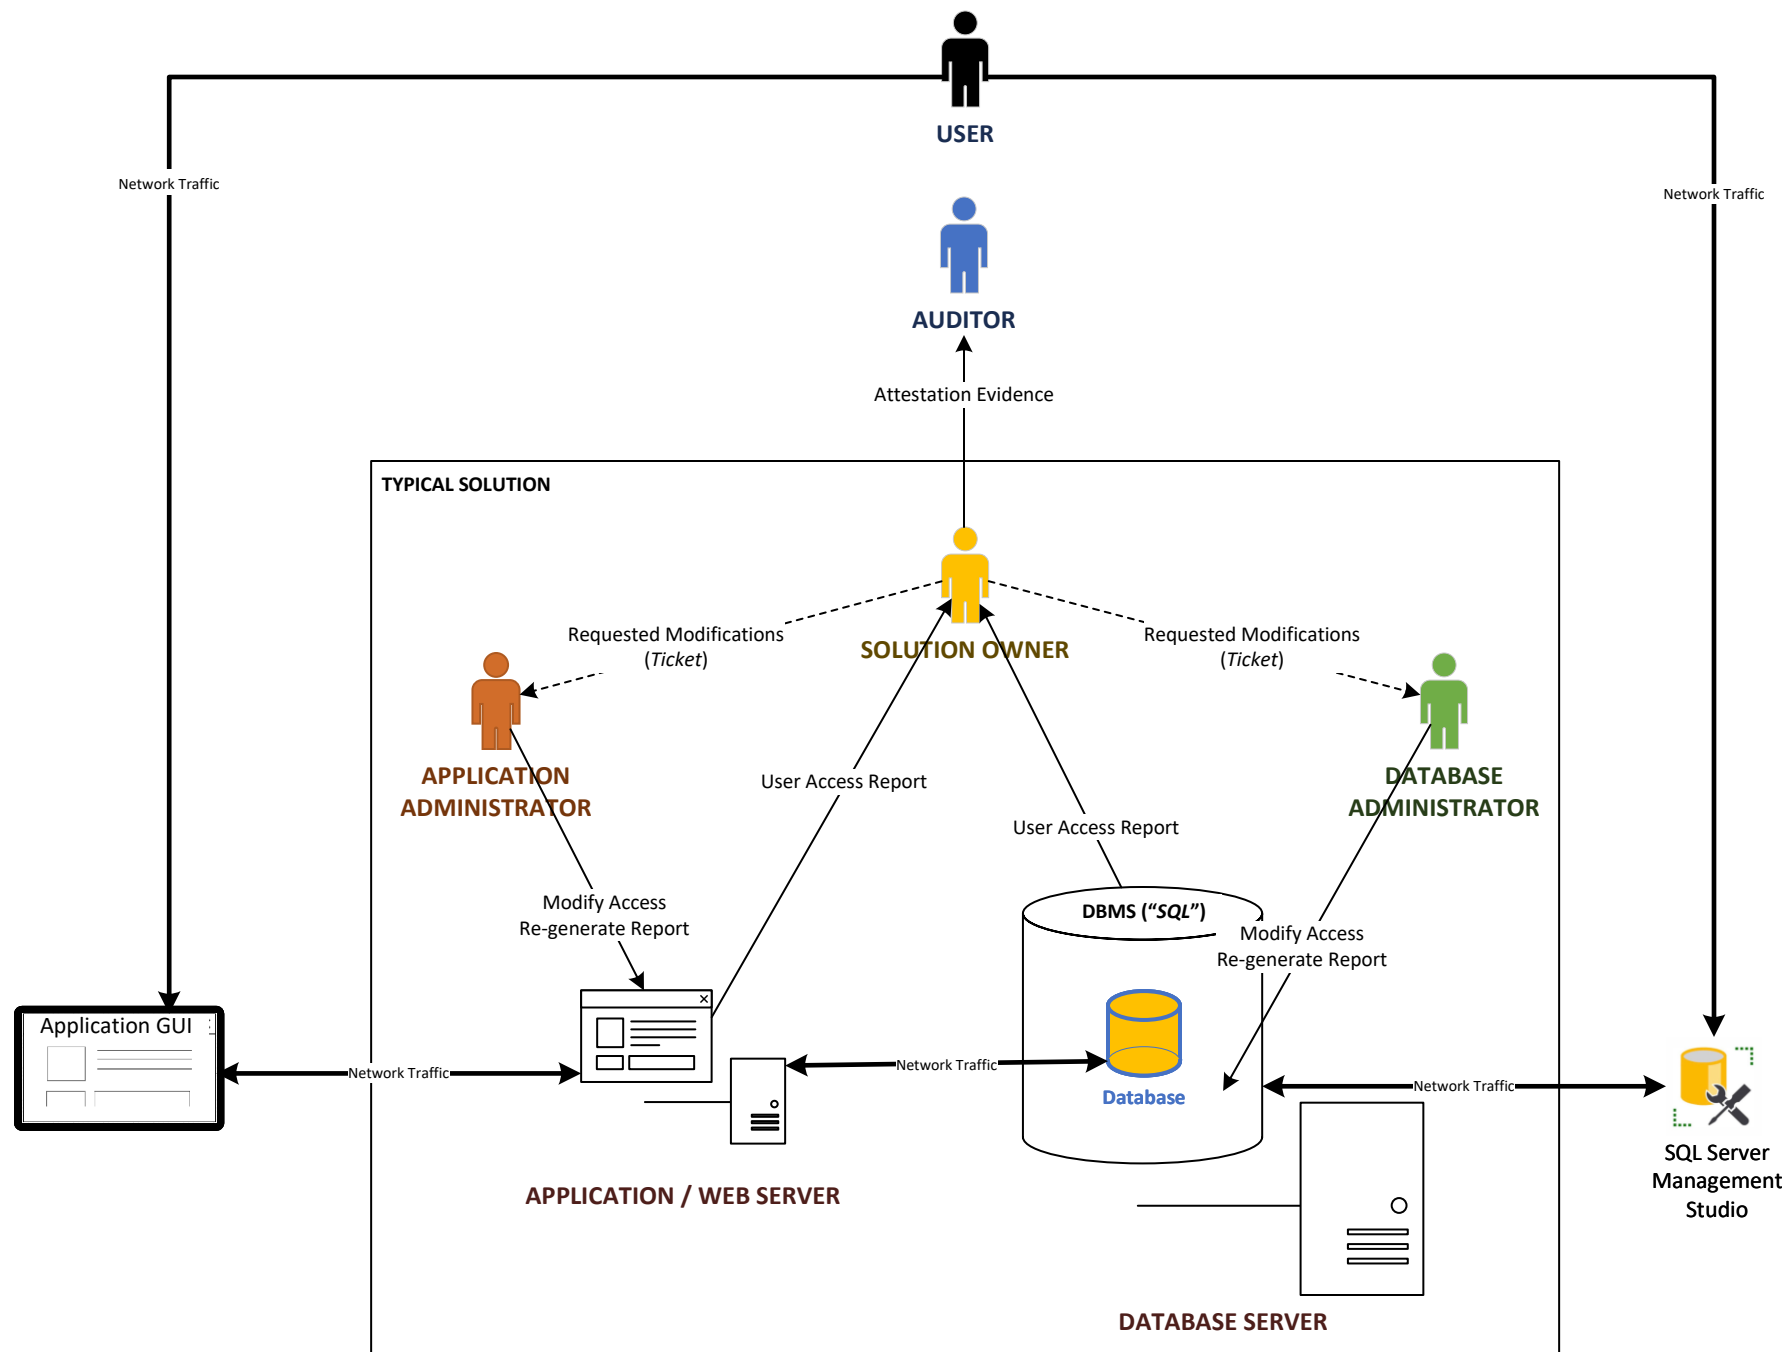 USER
Network Traffic
Network Traffic
AUDITOR
Attestation Evidence
TYPICAL SOLUTION
Requested Modifications
(Ticket)
SOLUTION OWNER
Requested Modifications
(Ticket)
APPLICATION
ADMINISTRATOR
User Access Report
DATABASE
ADMINISTRATOR
User Access Report
Modify Access
Re-generate Report
DBMS (“SQL”)
Modify Access
Re-generate Report
Application GUI
Network Traffic
Network Traffic
Database
Network Traffic
SQL Server
Management
Studio
APPLICATION / WEB SERVER
DATABASE SERVER